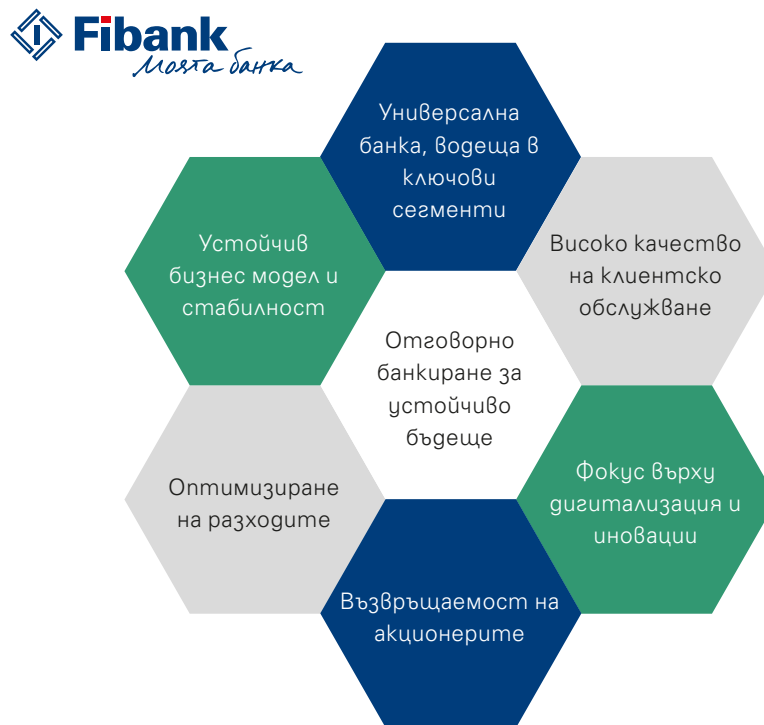 Fibank
Моята банка
Универсална
банка, водеща в
ключови
сегменти
Устойчив
бизнес модел и
стабилност
Високо качество
на клиентско
обслужване
Отговорно
банкиране за
устойчиво
бъдеще
Оптимизиране
на разходите
Фокус върху
дигитализация и
иновации
Възвръщаемост на
акционерите